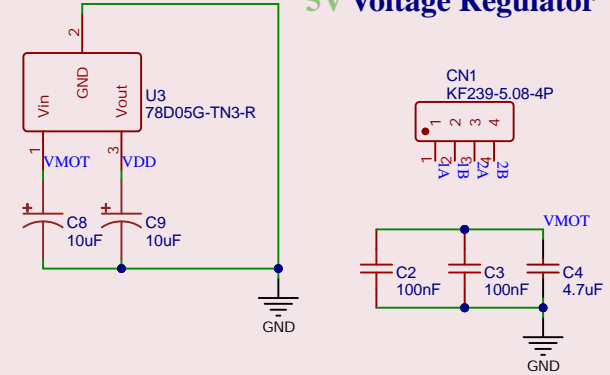 5V Voltage Regulator
2
GND
Vin
Vout
U3
78D05G-TN3-R
1
3
VMOT
VDD
C8
10uF
C9
10uF
GND
CN1
KF239-5.08-4P
1 2 3 4
1 2 3 4
1A 1B 2A 2B
VMOT
C2
100nF
C3
100nF
C4
4.7uF
GND